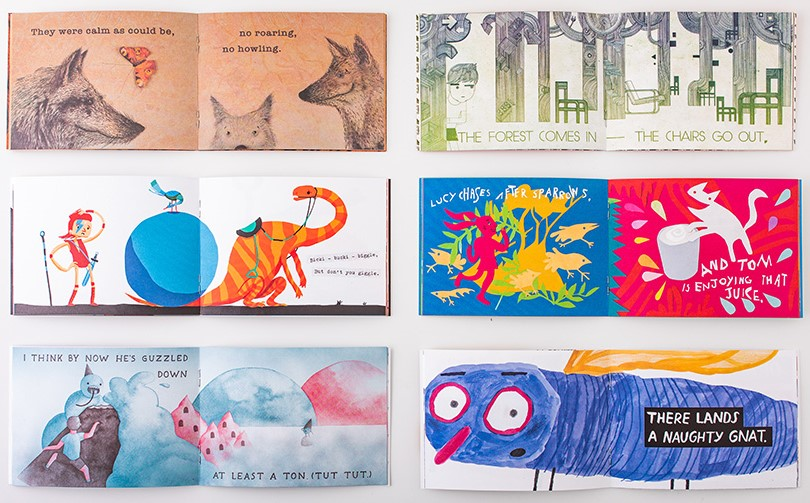 They were calm as could be,
no roaring,
no howling.
THE FOREST COMES IN — THE CHAIRS GO OUT.
Bicki - Bucki - Biggle,
But don't you giggle.
LUCY CHASES AFTER SPARROWS,
AND TOM
IS ENJOYING THAT
JUICE.
I THINK BY NOW HE'S GUZZLED
DOWN
AT LEAST A TON (TUT TUT.)
THERE LANDS
A NAUGHTY GNAT.